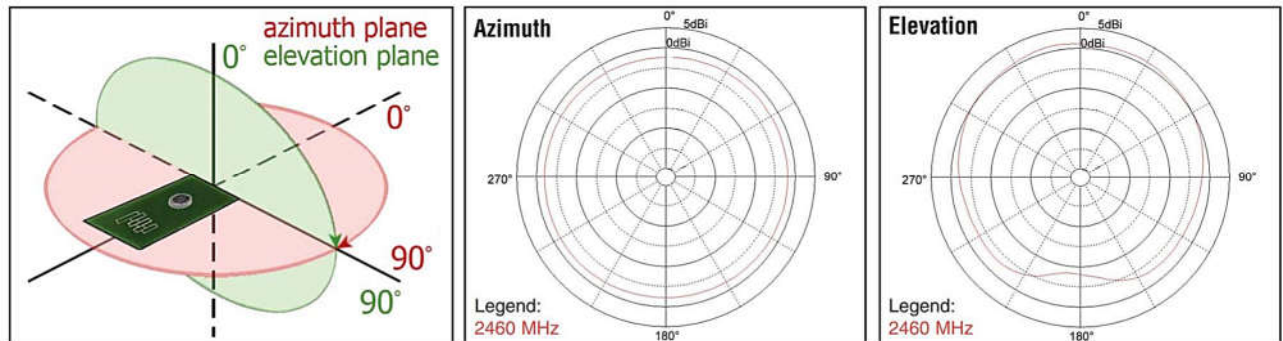 azimuth plane
elevation plane
0°
0°
90°
90°
Azimuth
0°
5dBi
0dBi
270°
90°
180°
Legend:
2460 MHz
Elevation
0°
5dBi
0dBi
270°
90°
180°
Legend:
2460 MHz